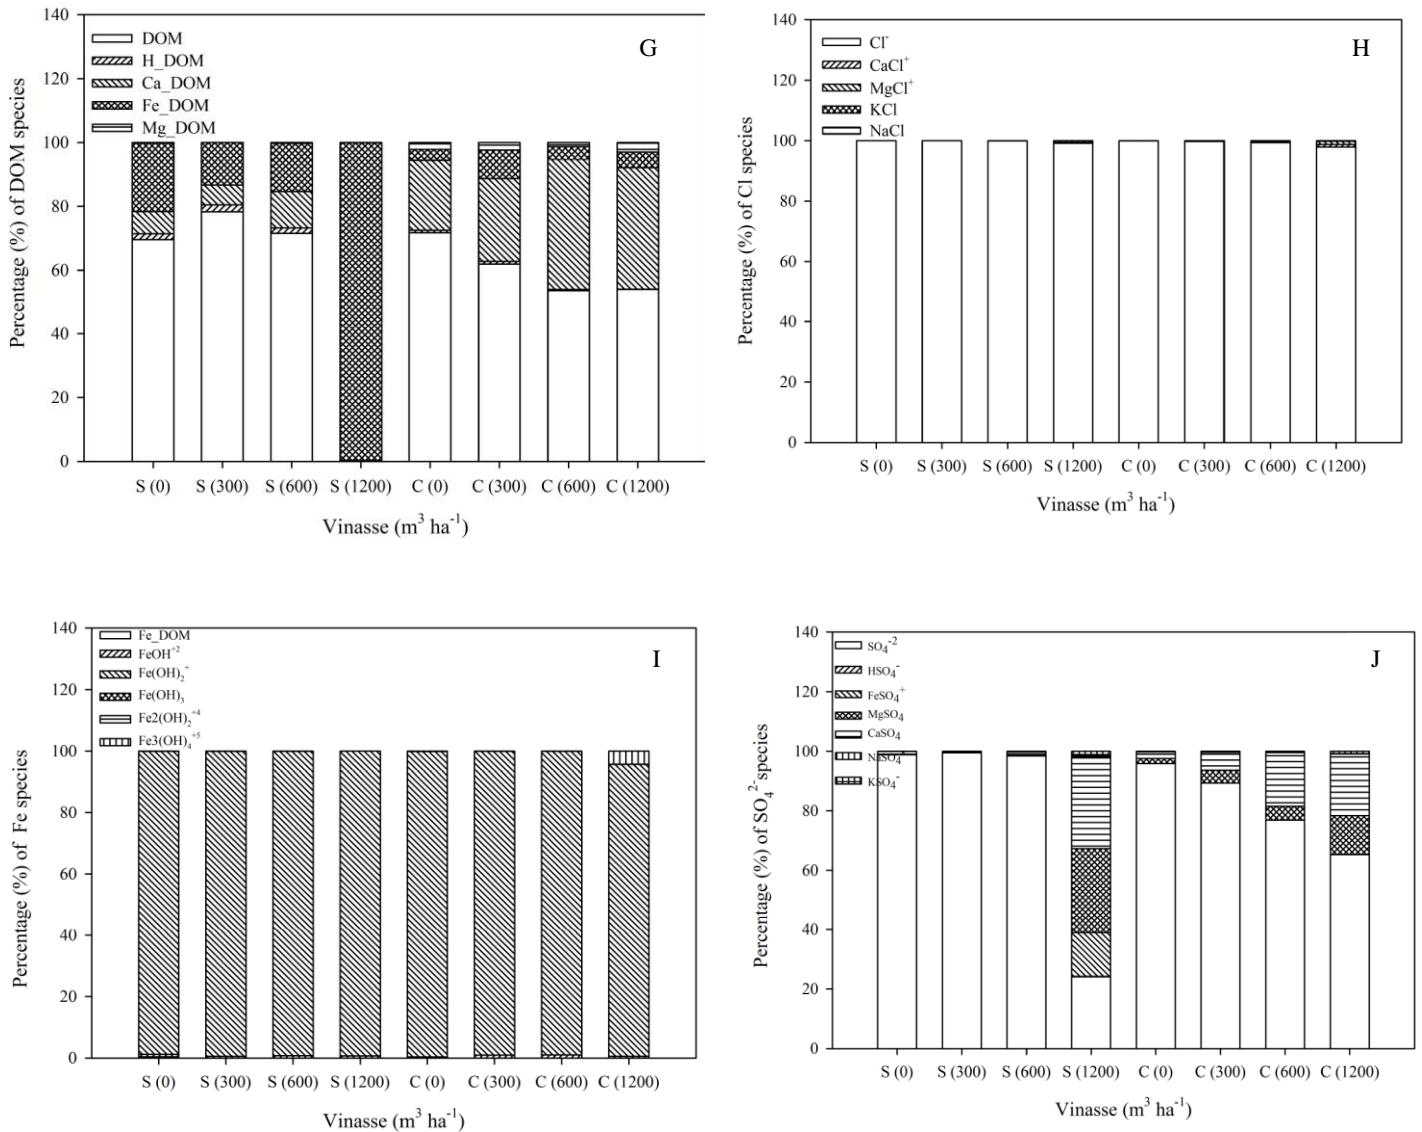 G
DOM
H_DOM
Ca_DOM
Fe_DOM
Mg_DOM
Percentage (%) of DOM species
140
120
100
80
60
40
20
0
S (0) S (300) S (600) S (1200) C (0) C (300) C (600) C (1200)
Vinasse (m³ ha⁻¹)
H
Cl⁻
CaCl⁺
MgCl⁺
KCl
NaCl
Percentage (%) of Cl species
140
120
100
80
60
40
20
0
S (0) S (300) S (600) S (1200) C (0) C (300) C (600) C (1200)
Vinasse (m³ ha⁻¹)
I
Fe_DOM
FeOH⁺²
Fe(OH)₂⁺
Fe(OH)₃
Fe2(OH)₂⁺⁴
Fe3(OH)₄⁺⁵
Percentage (%) of Fe species
140
120
100
80
60
40
20
0
S (0) S (300) S (600) S (1200) C (0) C (300) C (600) C (1200)
Vinasse (m³ ha⁻¹)
J
SO₄⁻²
HSO₄⁻
FeSO₄⁺
MgSO₄
CaSO₄
NaSO₄⁻
KSO₄⁻
Percentage (%) of SO₄²⁻ species
140
120
100
80
60
40
20
0
S (0) S (300) S (600) S (1200) C (0) C (300) C (600) C (1200)
Vinasse (m³ ha⁻¹)